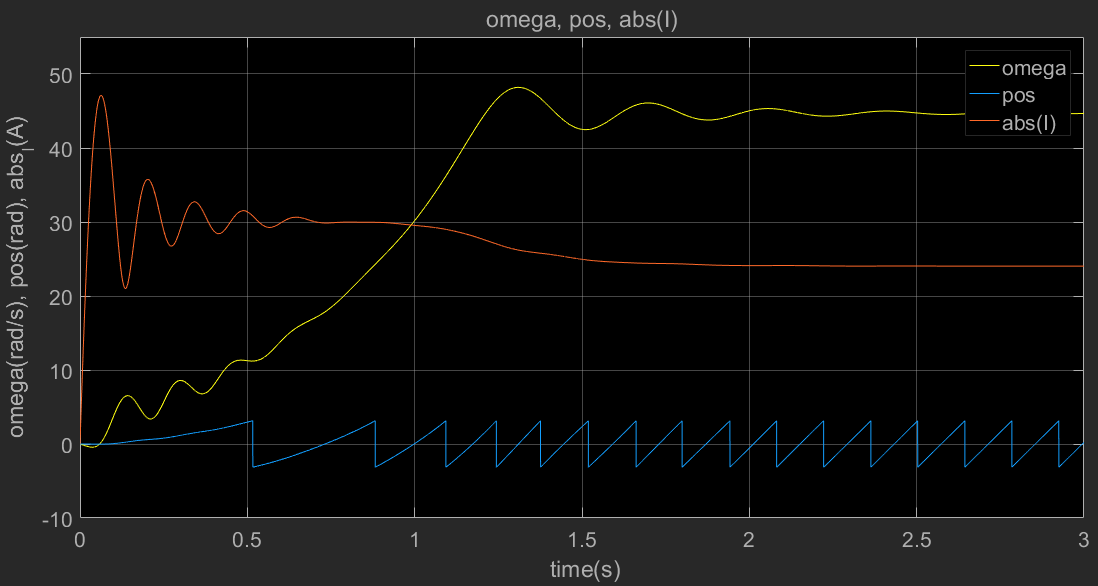 omega, pos, abs(I)
omega(rad/s), pos(rad), abs|(A)
50
40
30
20
10
0
-10
omega
pos
abs(I)
0
0.5
1
1.5
2
2.5
3
time(s)